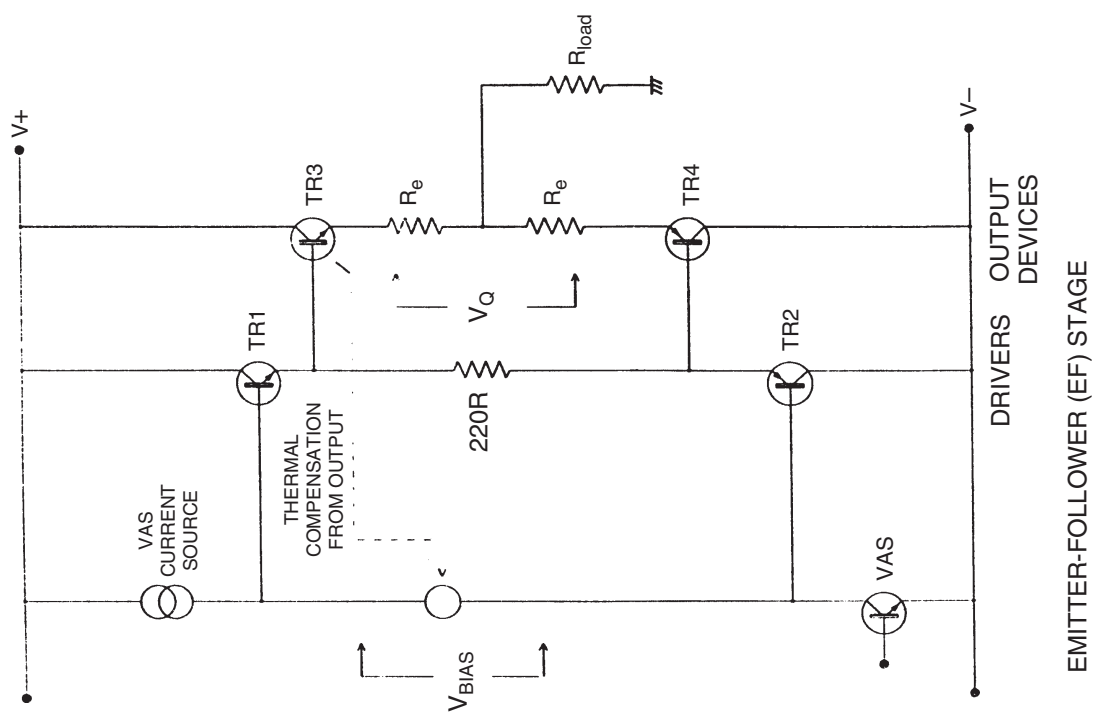 V+
VAS
CURRENT
SOURCE
TR1
TR3
Re
Rload
THERMAL
COMPENSATION
FROM OUTPUT
VBIAS
220R
VQ
Re
TR4
TR2
VAS
V–
DRIVERS
OUTPUT
DEVICES
EMITTER-FOLLOWER (EF) STAGE